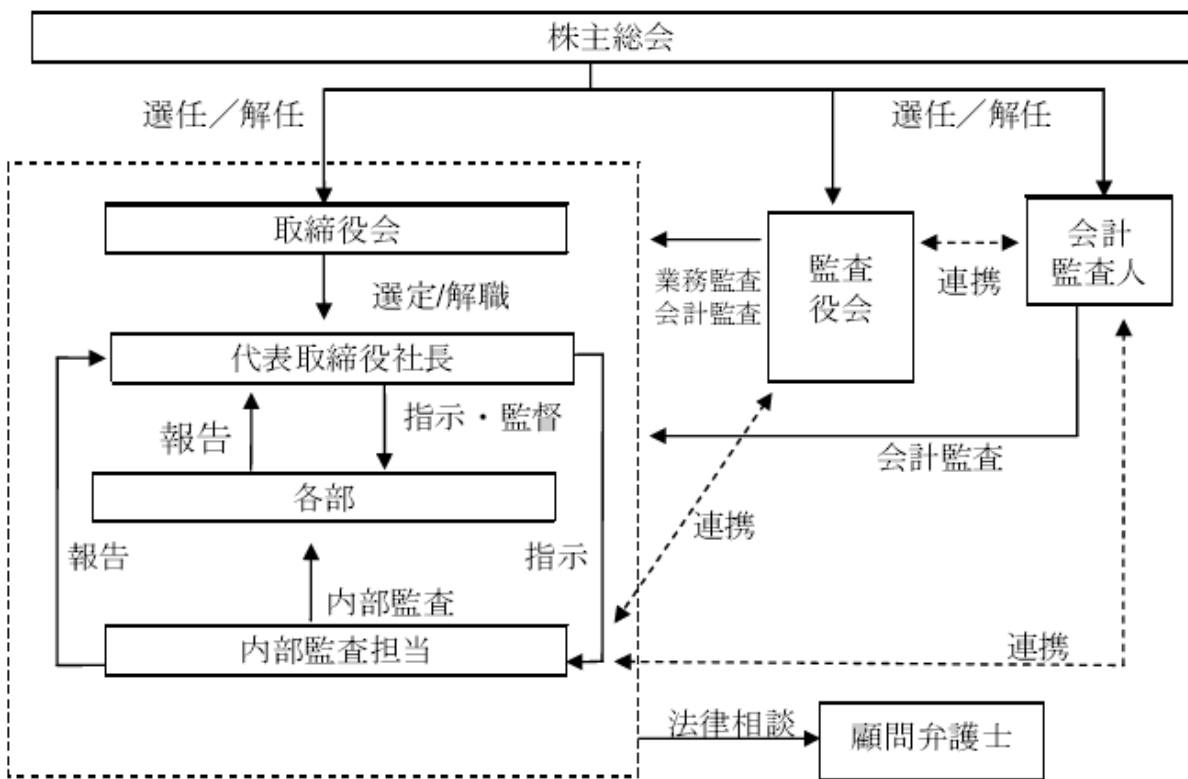 株主総会
選任／解任
選任／解任
取締役会
監査
役会
会計
監査人
連携
業務監査
会計監査
選定/解職
代表取締役社長
報告
指示・監督
会計監査
各部
連携
報告
指示
内部監査
内部監査担当
連携
法律相談
顧問弁護士